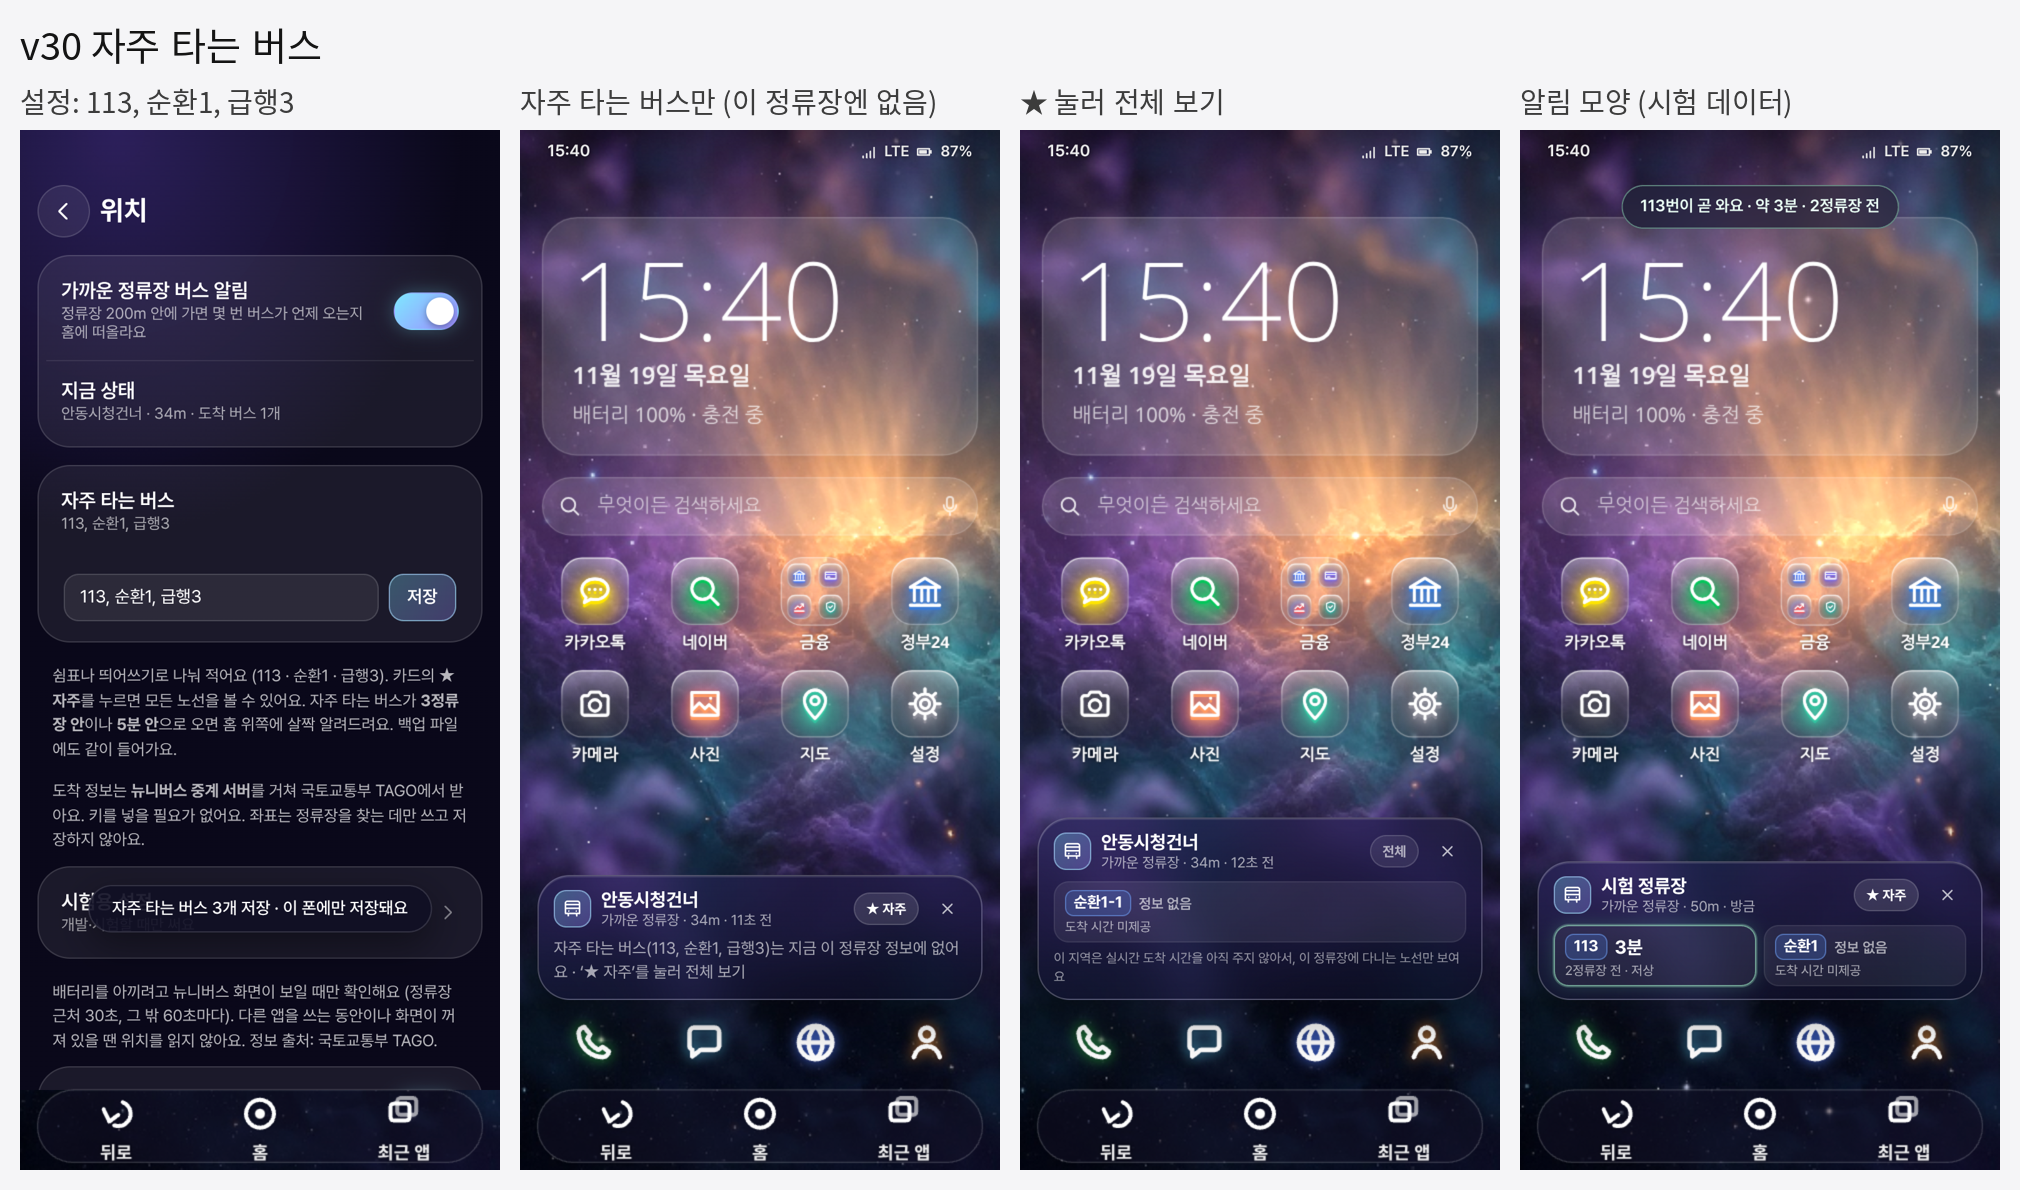 v30 자주 타는 버스
설정: 113, 순환1, 급행3
위치
가까운 정류장 버스 알림
정류장 200m 안에 가면 몇 번 버스가 언제 오는지
홈에 떠올라요
지금 상태
안동시청건너 · 34m · 도착 버스 1개
자주 타는 버스
113, 순환1, 급행3
113, 순환1, 급행3
저장
쉼표나 띄어쓰기로 나눠 적어요 (113 · 순환1 · 급행3). 카드의 ★
자주를 누르면 모든 노선을 볼 수 있어요. 자주 타는 버스가 3정류
장 안이나 5분 안으로 오면 홈 위쪽에 살짝 알려드려요. 백업 파일
에도 같이 들어가요.
도착 정보는 뉴니버스 중계 서버를 거쳐 국토교통부 TAGO에서 받
아요. 키를 넣을 필요가 없어요. 좌표는 정류장을 찾는 데만 쓰고 저
장하지 않아요.
시험
개발·
자주 타는 버스 3개 저장 · 이 폰에만 저장돼요
배터리를 아끼려고 뉴니버스 화면이 보일 때만 확인해요 (정류장
근처 30초, 그 밖 60초마다). 다른 앱을 쓰는 동안이나 화면이 꺼
져 있을 땐 위치를 읽지 않아요. 정보 출처: 국토교통부 TAGO.
뒤로
홈
최근 앱
자주 타는 버스만 (이 정류장엔 없음)
15:40
LTE
87%
15:40
11월 19일 목요일
배터리 100% · 충전 중
무엇이든 검색하세요
카카오톡
네이버
금융
정부24
카메라
사진
지도
설정
안동시청건너
가까운 정류장 · 34m · 11초 전
★ 자주
자주 타는 버스(113, 순환1, 급행3)는 지금 이 정류장 정보에 없어
요 · ‘★ 자주’를 눌러 전체 보기
뒤로
홈
최근 앱
★ 눌러 전체 보기
15:40
LTE
87%
15:40
11월 19일 목요일
배터리 100% · 충전 중
무엇이든 검색하세요
카카오톡
네이버
금융
정부24
카메라
사진
지도
설정
안동시청건너
가까운 정류장 · 34m · 12초 전
전체
순환1-1
정보 없음
도착 시간 미제공
이 지역은 실시간 도착 시간을 아직 주지 않아서, 이 정류장에 다니는 노선만 보여
요
뒤로
홈
최근 앱
알림 모양 (시험 데이터)
15:40
LTE
87%
113번이 곧 와요 · 약 3분 · 2정류장 전
15:40
11월 19일 목요일
배터리 100% · 충전 중
무엇이든 검색하세요
카카오톡
네이버
금융
정부24
카메라
사진
지도
설정
시험 정류장
가까운 정류장 · 50m · 방금
★ 자주
113
3분
2정류장 전 · 저상
순환1
정보 없음
도착 시간 미제공
뒤로
홈
최근 앱